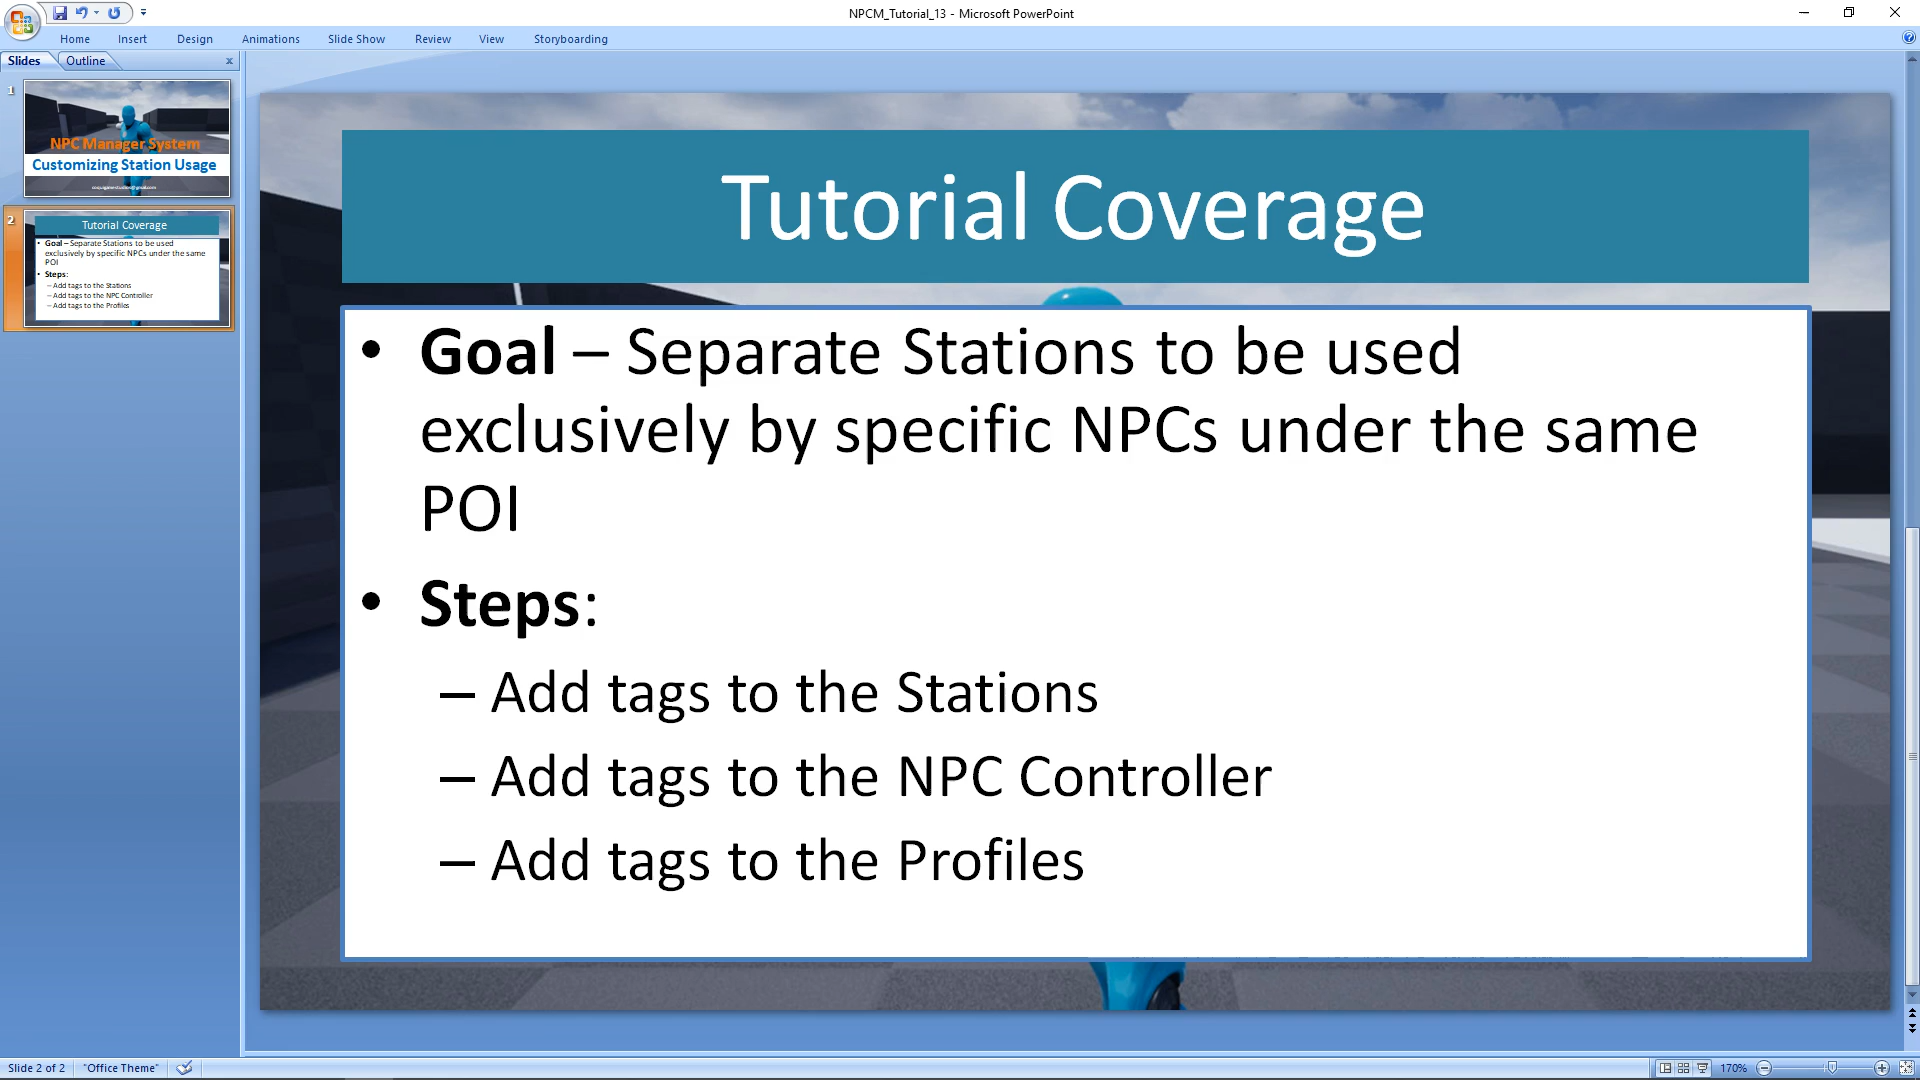 NPCM_Tutorial_13 - Microsoft PowerPoint
Home Insert Design Animations Slide Show Review View Storyboarding
Slides Outline x
1
NPC Manager System
Customizing Station Usage
2
Tutorial Coverage
• Goal – Separate Stations to be used
exclusively by specific NPCs under the same
POI
• Steps:
– Add tags to the Stations
– Add tags to the NPC Controller
– Add tags to the Profiles
Tutorial Coverage
• Goal – Separate Stations to be used
exclusively by specific NPCs under the same
POI
• Steps:
– Add tags to the Stations
– Add tags to the NPC Controller
– Add tags to the Profiles
Slide 2 of 2 "Office Theme" 170%